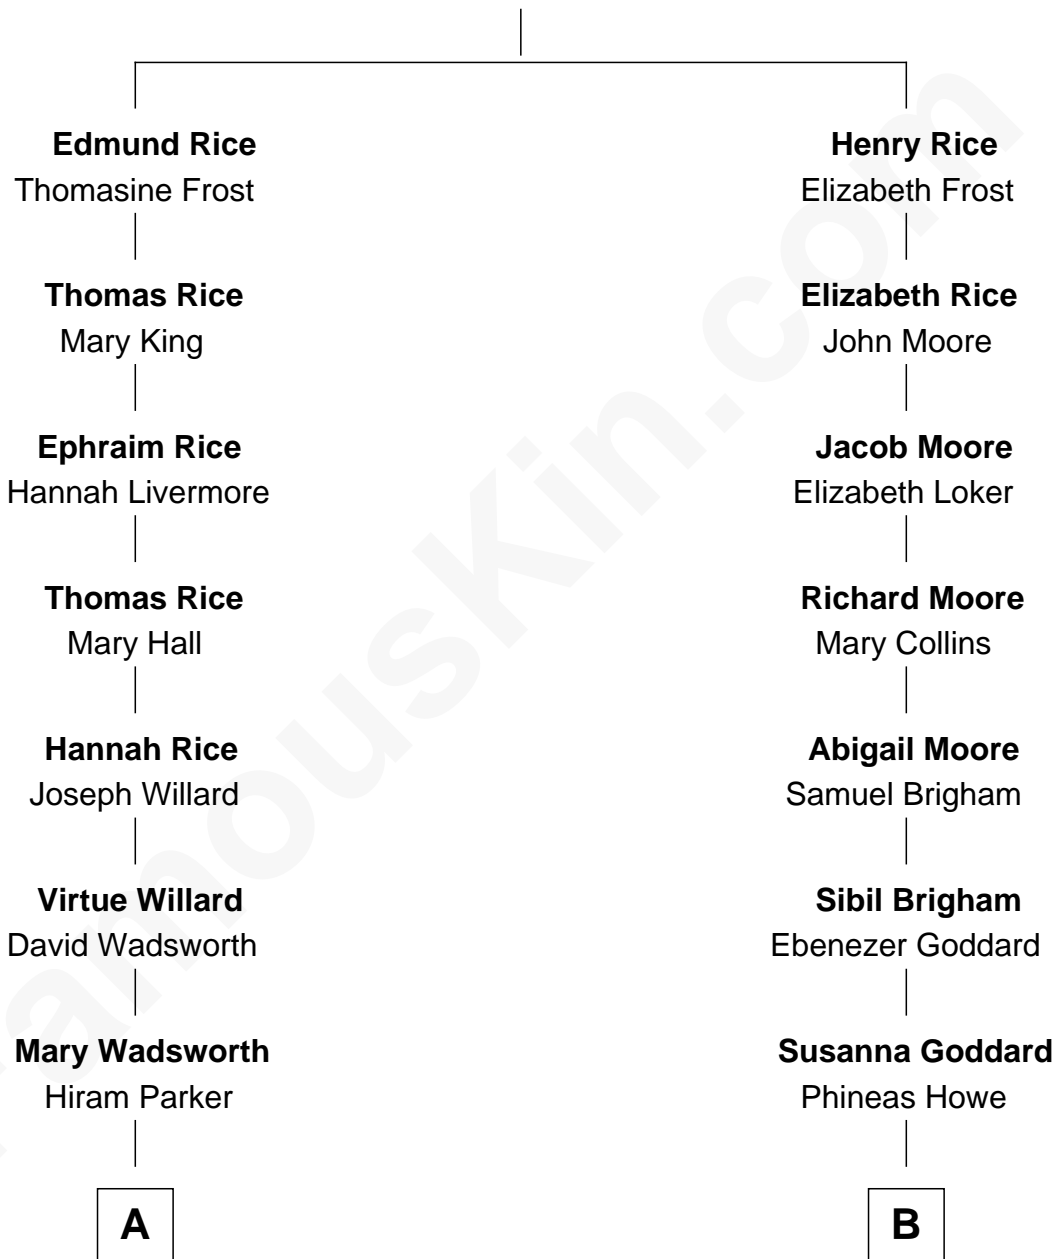 Edmund Rice
Thomasine Frost
Henry Rice
Elizabeth Frost
Thomas Rice
Mary King
Elizabeth Rice
John Moore
Ephraim Rice
Hannah Livermore
Jacob Moore
Elizabeth Loker
Thomas Rice
Mary Hall
Richard Moore
Mary Collins
Hannah Rice
Joseph Willard
Abigail Moore
Samuel Brigham
Virtue Willard
David Wadsworth
Sibil Brigham
Ebenezer Goddard
Mary Wadsworth
Hiram Parker
Susanna Goddard
Phineas Howe
A
B
FamousKin.com